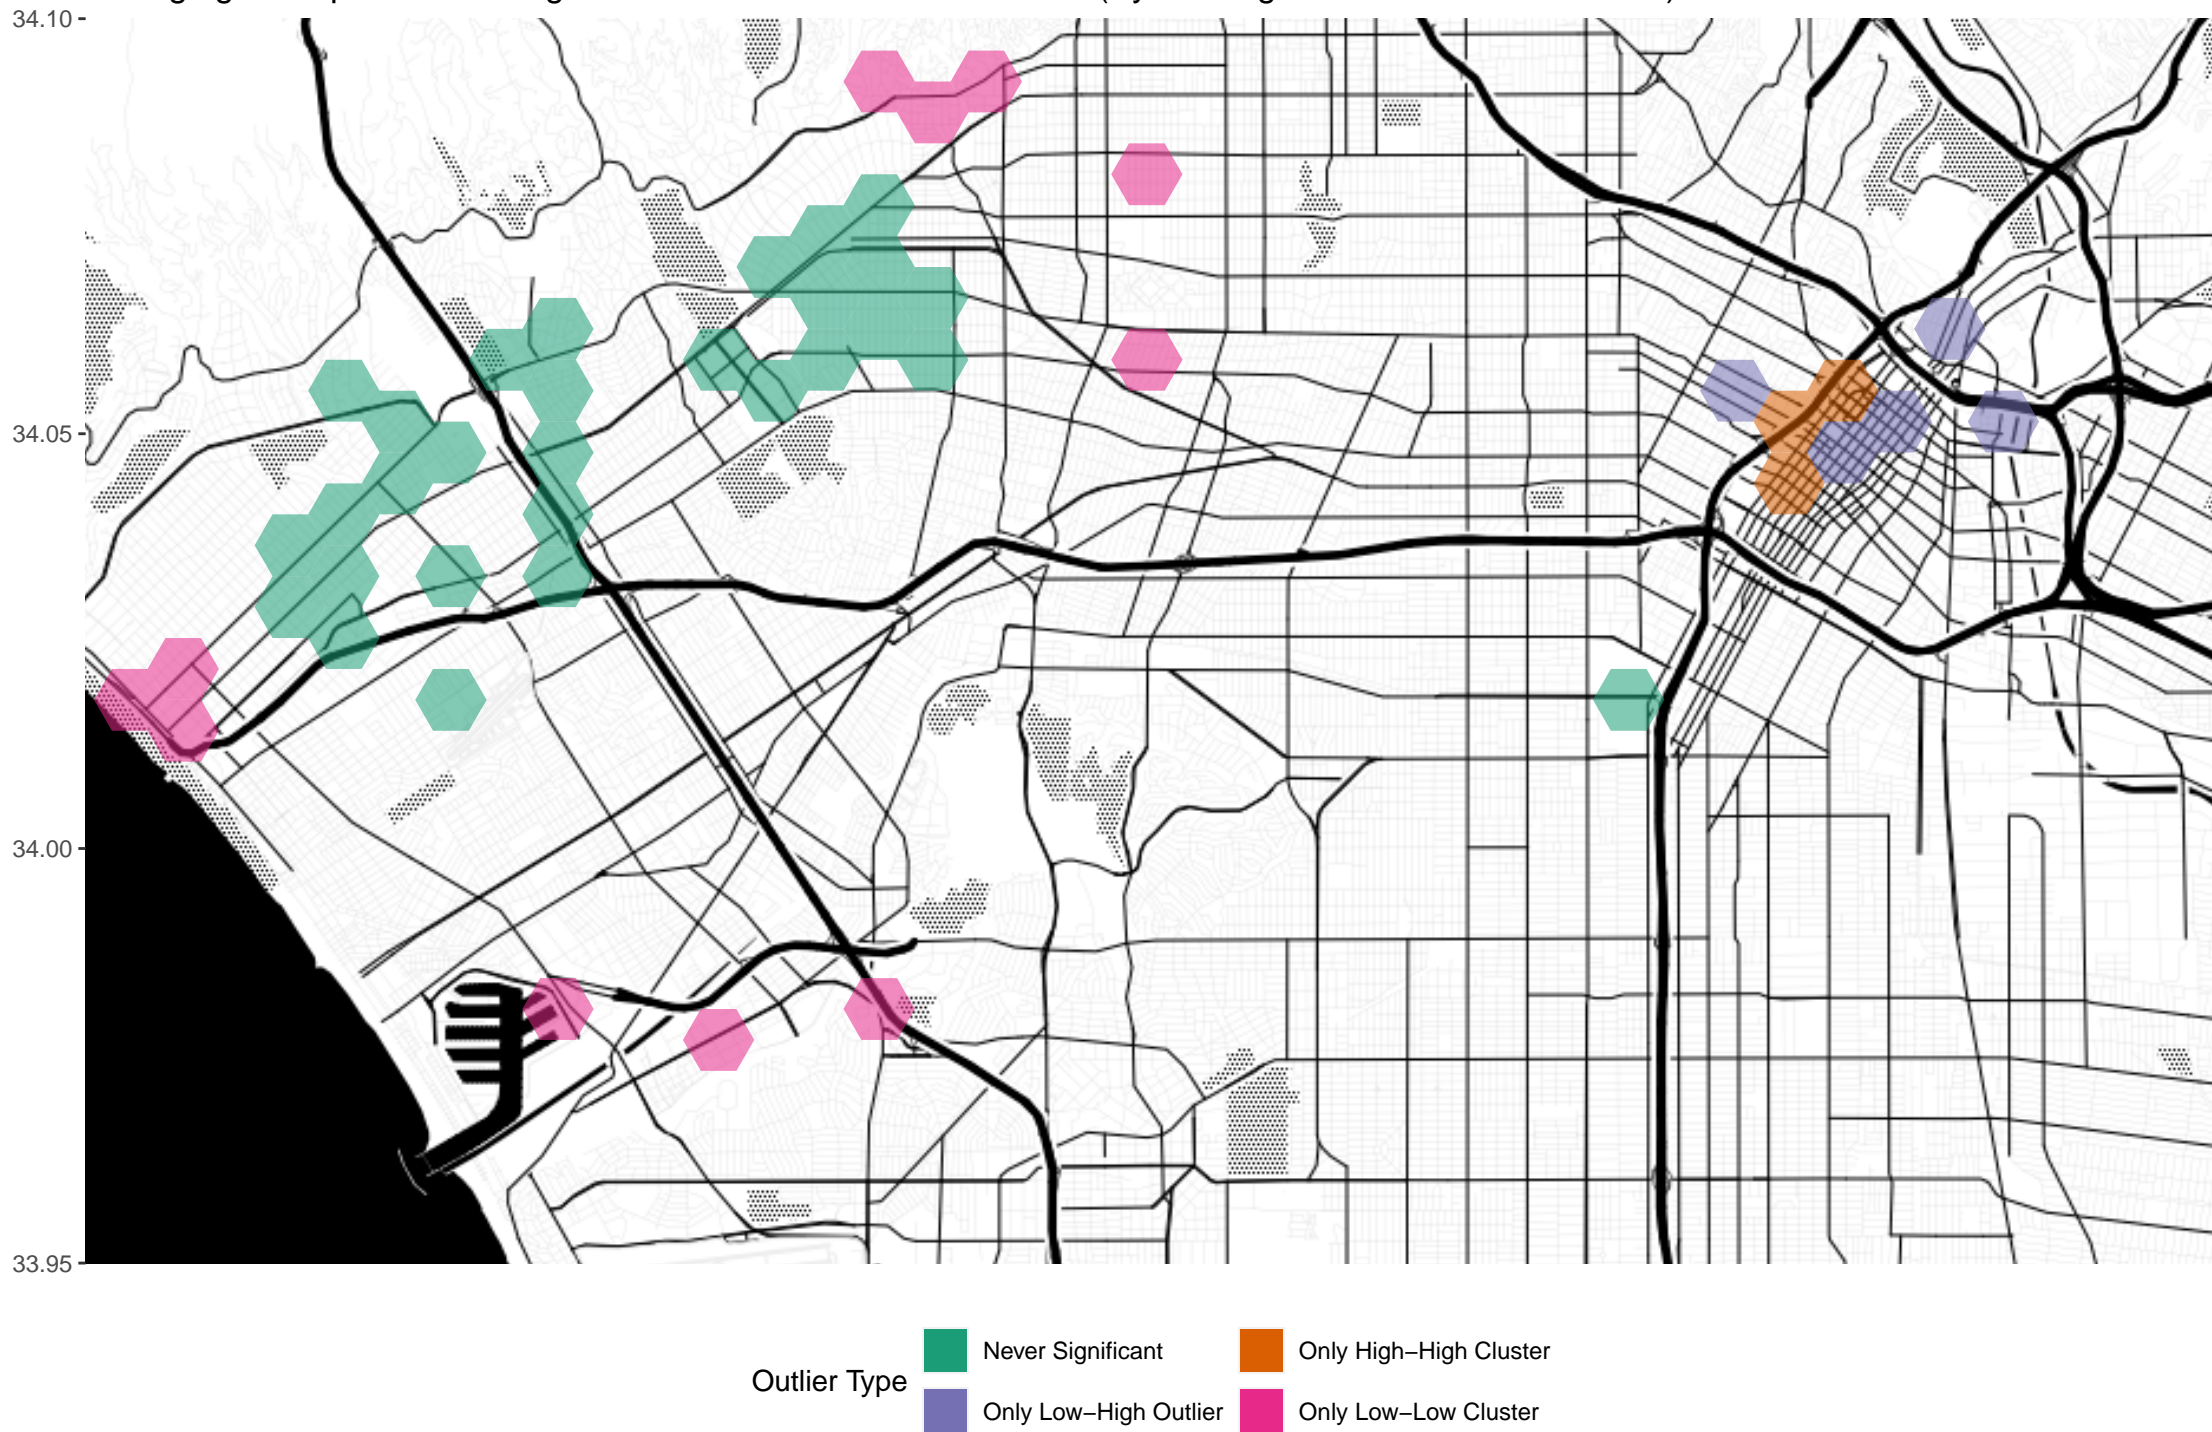 34.10
34.05
34.00
33.95
Outlier Type
Never Significant
Only High−High Cluster
Only Low−High Outlier
Only Low−Low Cluster